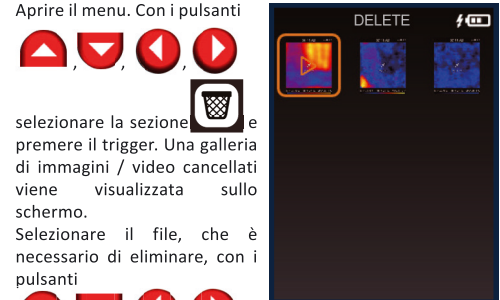 Aprire il menu. Con i pulsanti
, , ,
selezionare la sezione e
premere il trigger. Una galleria
di immagini / video cancellati
viene visualizzata sullo
schermo.
Selezionare il file, che è
necessario di eliminare, con i
pulsanti
DELETE